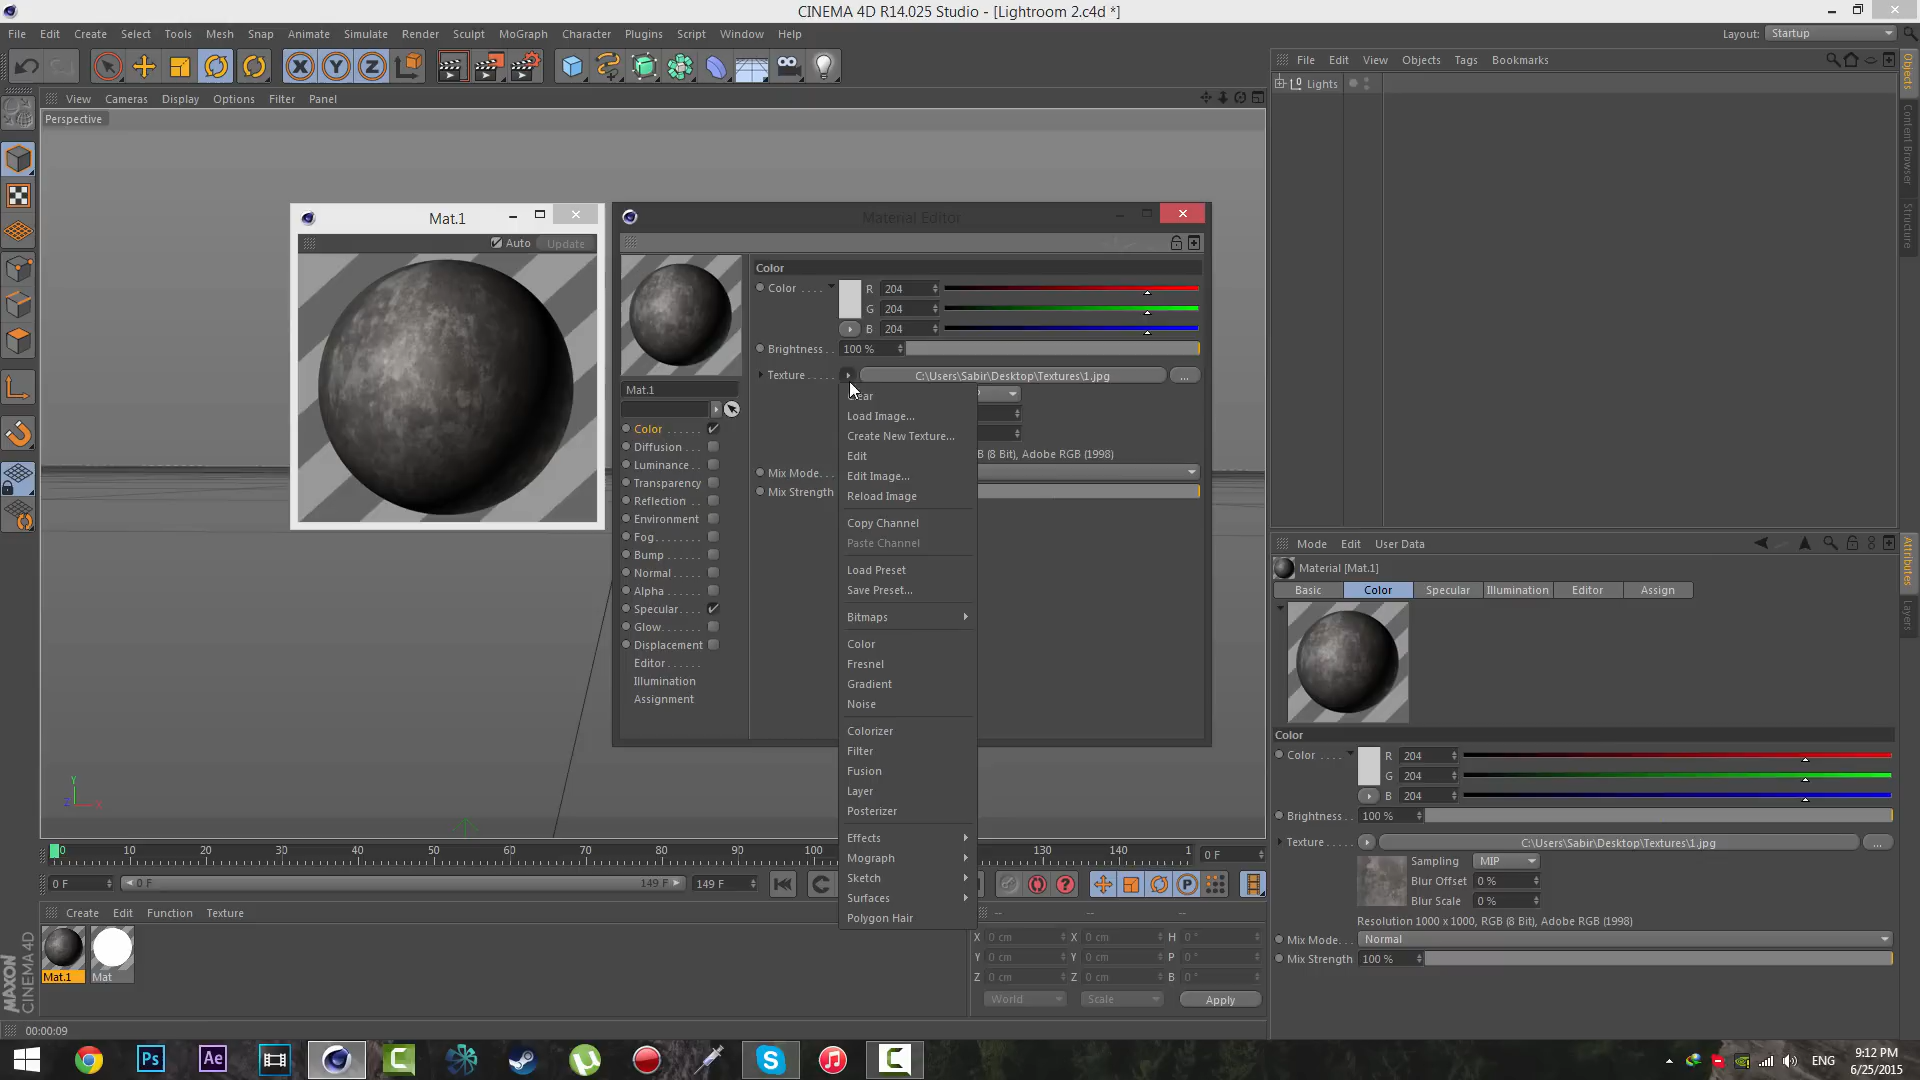 CINEMA 4D R14.025 Studio - [Lightroom 2.c4d *]
File Edit Create Select Tools Mesh Snap Animate Simulate Render Sculpt MoGraph Character Plugins Script Window Help
Layout: Startup
File Edit View Objects Tags Bookmarks
View Cameras Display Options Filter Panel
Lights
Perspective
Objects
Content Browser
Structure
Mat.1
Auto Update
Material Editor
Color
Color . . . .
R 204
G 204
B 204
Brightness . . 100 %
Texture . . . . . C:\Users\Sabir\Desktop\Textures\1.jpg ...
Mat.1
B (8 Bit), Adobe RGB (1998)
Mix Mode. . .
Mix Strength
Color
Diffusion
Luminance
Transparency
Reflection
Environment
Fog
Bump
Normal
Alpha
Specular
Glow
Displacement
Editor
Illumination
Assignment
Load Image...
Create New Texture...
Edit
Edit Image...
Reload Image
Copy Channel
Paste Channel
Load Preset
Save Preset...
Bitmaps
Color
Fresnel
Gradient
Noise
Colorizer
Filter
Fusion
Layer
Posterizer
Effects
Mograph
Sketch
Surfaces
Polygon Hair
Mode Edit User Data
Material [Mat.1]
Basic Color Specular Illumination Editor Assign
Attributes
Layers
Color
Color . . . .
R 204
G 204
B 204
Brightness . . 100 %
Texture . . . . . C:\Users\Sabir\Desktop\Textures\1.jpg ...
Sampling MIP
Blur Offset 0 %
Blur Scale 0 %
Resolution 1000 x 1000, RGB (8 Bit), Adobe RGB (1998)
Mix Mode. . . Normal
Mix Strength 100 %
Y
Z X
0 10 20 30 40 50 60 70 80 90 100 130 140 1 0 F
0 F 0 F 149 F 149 F
P
Create Edit Function Texture
-- -- --
Mat.1 Mat
X 0 cm X 0 cm H 0 °
Y 0 cm Y 0 cm P 0 °
Z 0 cm Z 0 cm B 0 °
World Scale Apply
MAXON
CINEMA 4D
00:00:09
Ps Ae
ENG
9:12 PM
6/25/2015